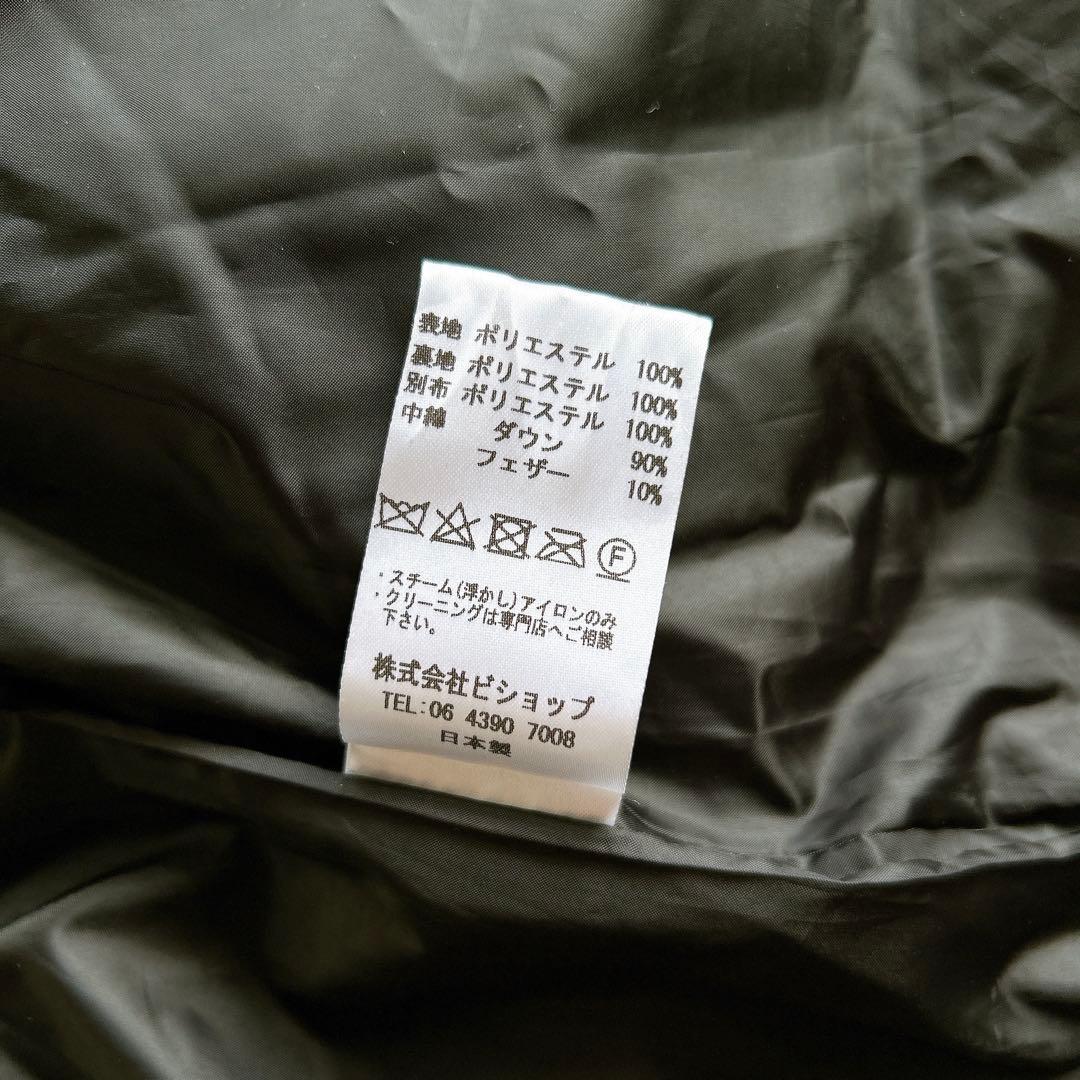 表地 ポリエステル 100%
裏地 ポリエステル 100%
別布 ポリエステル 100%
中綿 ダウン 90%
フェザー 10%
F
・スチーム(浮かし)アイロンのみ
・クリーニングは専門店へご相談
下さい。
株式会社ビショップ
TEL:06 4390 7008
日本製